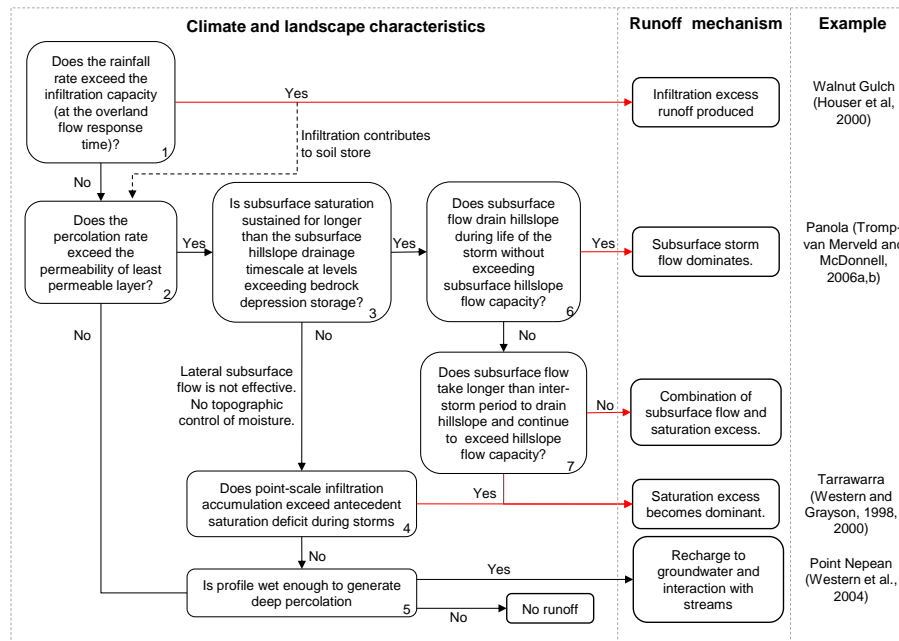 Climate and landscape characteristics
Runoff mechanism
Example
Does the rainfall
rate exceed the
infiltration capacity
(at the overland
flow response
time)?
1
Yes
Infiltration excess
runoff produced
Walnut Gulch
(Houser et al,
2000)
Infiltration contributes
to soil store
No
Does the
percolation rate
exceed the
permeability of least
permeable layer?
2
Yes
Is subsurface saturation
sustained for longer
than the subsurface
hillslope drainage
timescale at levels
exceeding bedrock
depression storage?
3
Yes
Does subsurface
flow drain hillslope
during life of the
storm without
exceeding
subsurface hillslope
flow capacity?
6
Yes
Subsurface storm
flow dominates.
Panola (Tromp-
van Merveld and
McDonnell,
2006a,b)
No
No
No
Lateral subsurface
flow is not effective.
No topographic
control of moisture.
Does subsurface flow
take longer than inter-
storm period to drain
hillslope and continue
to exceed hillslope
flow capacity?
7
No
Combination of
subsurface flow and
saturation excess.
Does point-scale infiltration
accumulation exceed antecedent
saturation deficit during storms
4
Yes
Saturation excess
becomes dominant.
Tarrawarra
(Western and
Grayson, 1998,
2000)
No
Is profile wet enough to generate
deep percolation
5
Yes
Recharge to
groundwater and
interaction with
streams
Point Nepean
(Western et al.,
2004)
No
No runoff